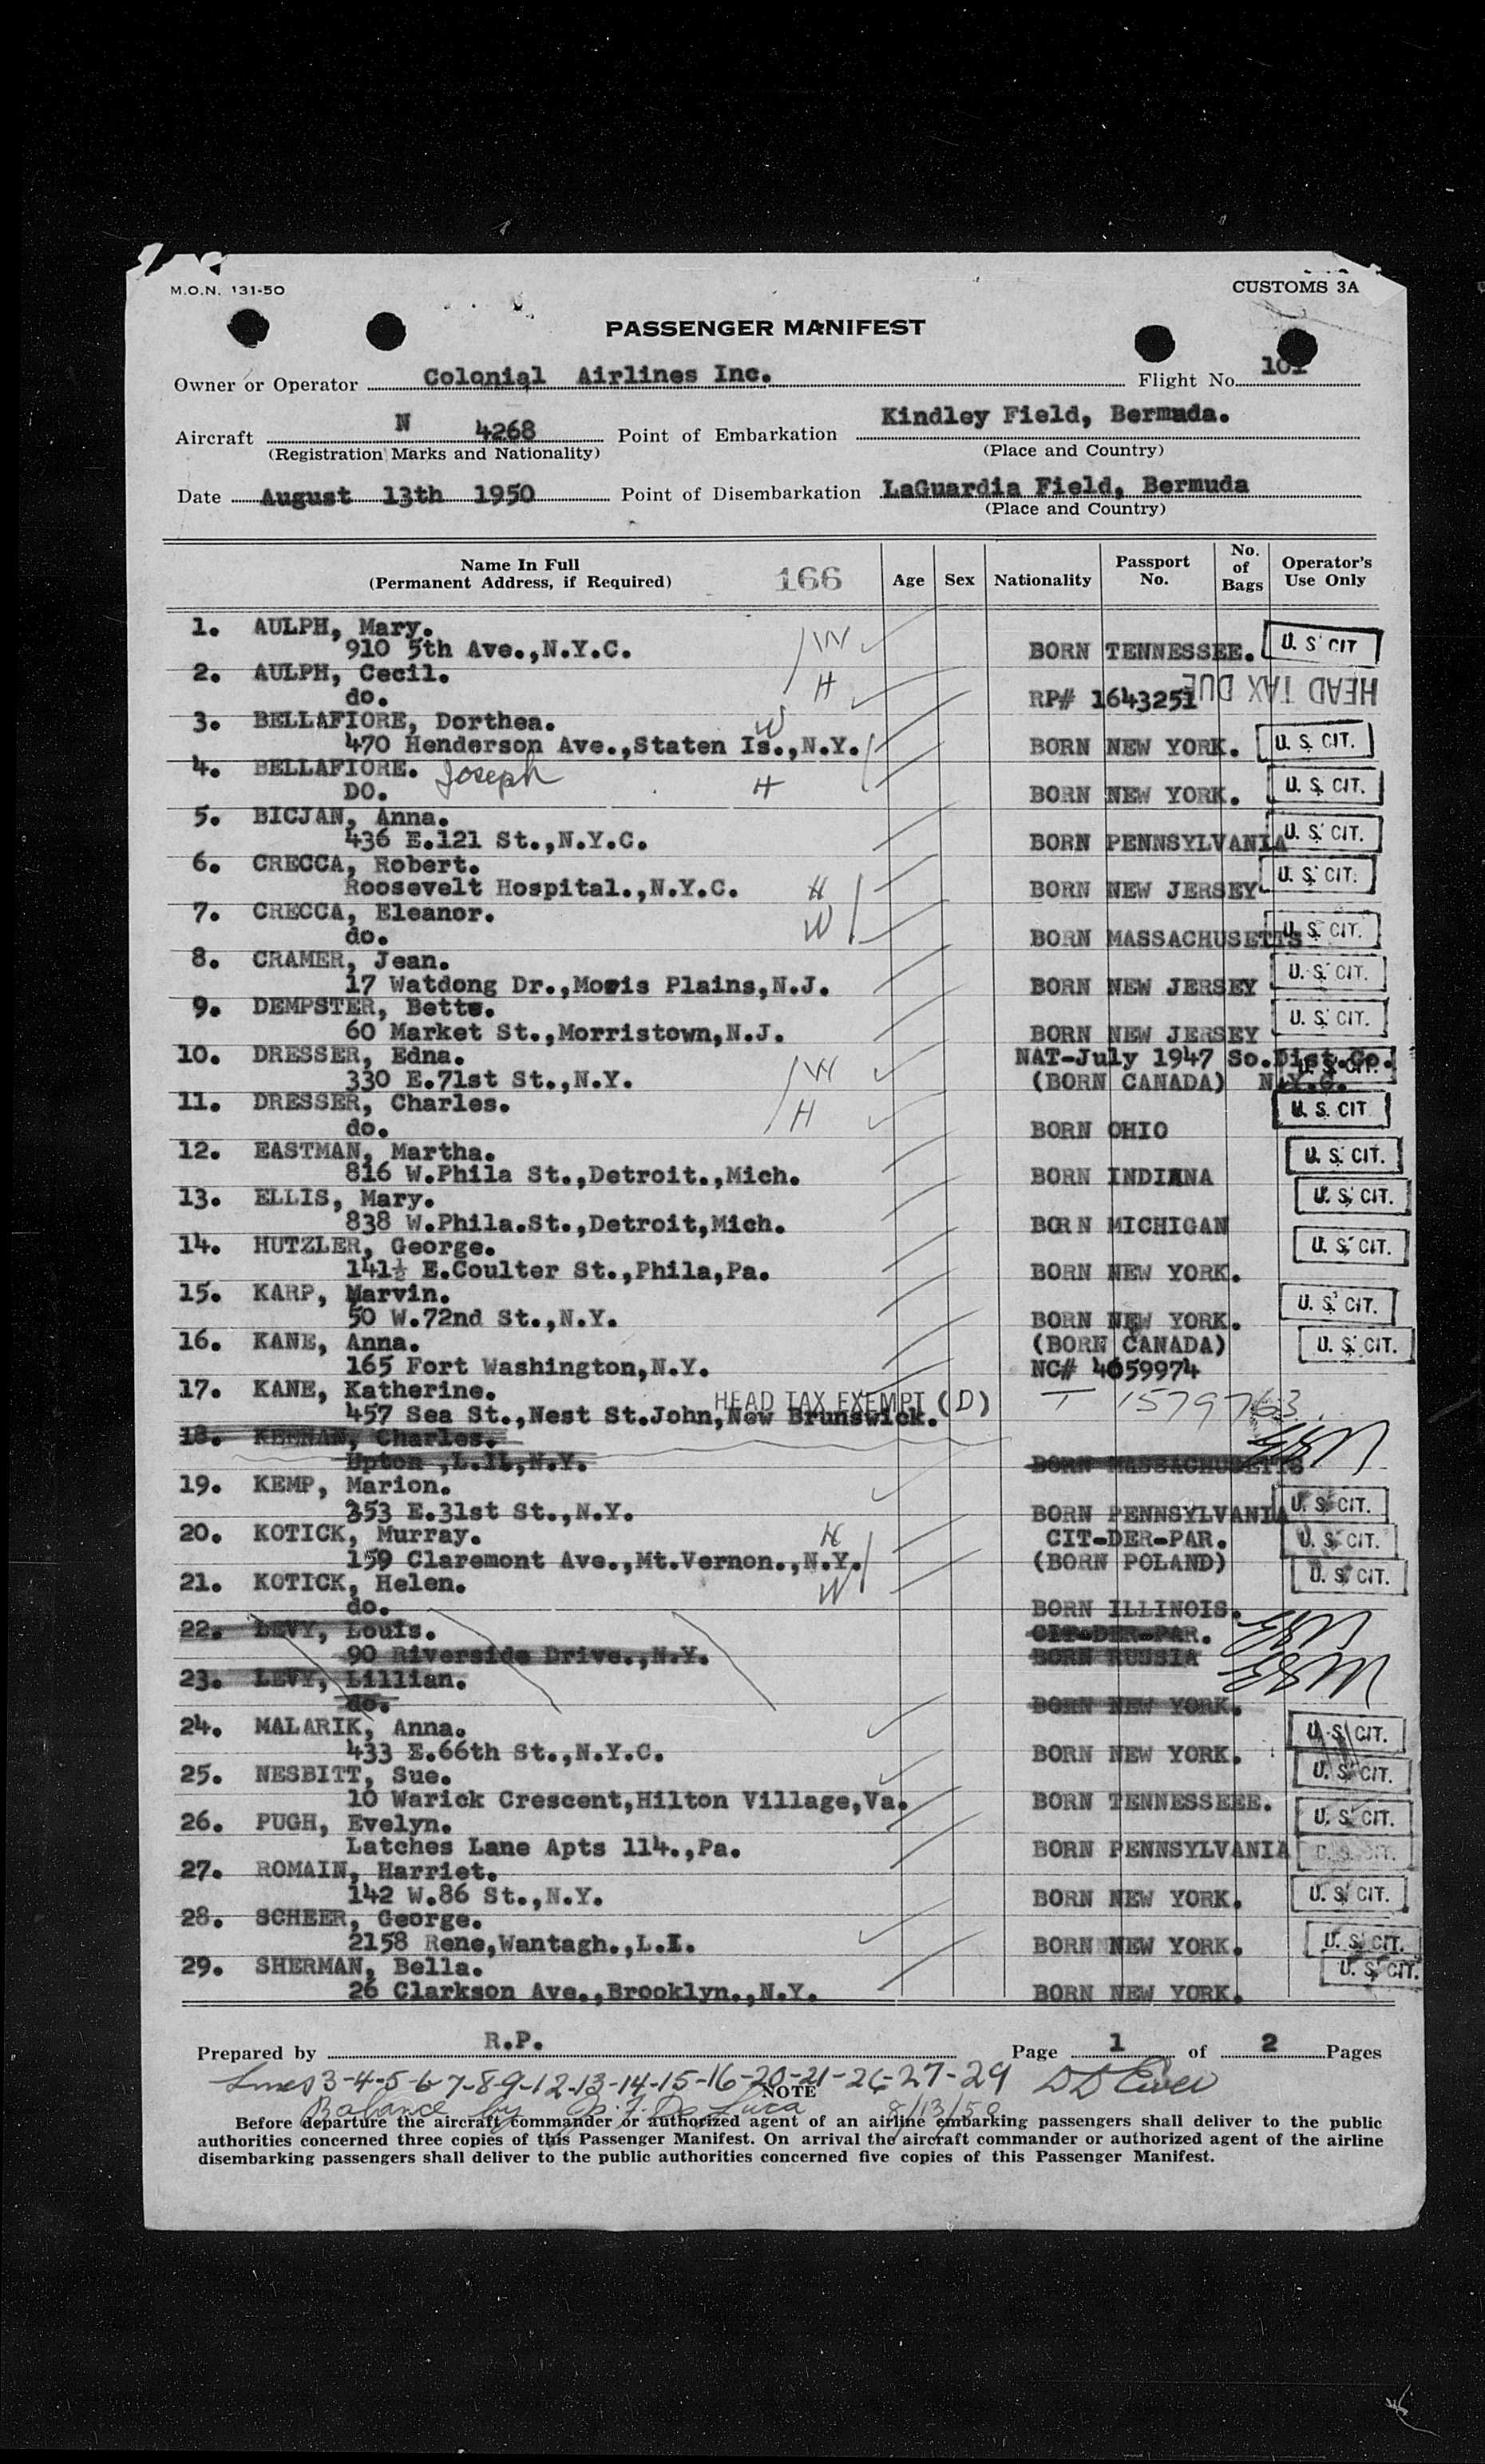 M.O.N. 131-50
CUSTOMS 3A
PASSENGER MANIFEST
Owner or Operator Colonial Airlines Inc. Flight No. 101
Aircraft N 4268 Point of Embarkation Kindley Field, Bermuda.
(Registration Marks and Nationality) (Place and Country)
Date August 13th 1950 Point of Disembarkation LaGuardia Field, Bermuda
(Place and Country)
Name In Full (Permanent Address, if Required) 166 Age Sex Nationality Passport No. No. of Bags Operator's Use Only
1. AULPH, Mary. W
910 5th Ave.,N.Y.C. BORN TENNESSEE. U. S. CIT
2. AULPH, Cecil. H
do. RP# 1643251 HEAD TAX DUE
3. BELLAFIORE, Dorthea. W
470 Henderson Ave.,Staten Is.,N.Y. BORN NEW YORK. U. S. CIT.
4. BELLAFIORE. Joseph H
DO. BORN NEW YORK. U. S. CIT.
5. BICJAN, Anna.
436 E.121 St.,N.Y.C. BORN PENNSYLVANIA U. S. CIT.
6. CRECCA, Robert.
Roosevelt Hospital.,N.Y.C. H BORN NEW JERSEY U. S. CIT.
7. CRECCA, Eleanor. W
do. BORN MASSACHUSETTS U. S. CIT.
8. CRAMER, Jean.
17 Watdong Dr.,Moris Plains,N.J. BORN NEW JERSEY U. S. CIT.
9. DEMPSTER, Bette.
60 Market St.,Morristown,N.J. BORN NEW JERSEY U. S. CIT.
10. DRESSER, Edna. W NAT-July 1947 So.Dist.Co.
330 E.71st St.,N.Y. (BORN CANADA) N.Y.C. U. S. CIT.
11. DRESSER, Charles. H
do. BORN OHIO U. S. CIT
12. EASTMAN, Martha.
816 W.Phila St.,Detroit.,Mich. BORN INDIANA U. S. CIT.
13. ELLIS, Mary.
838 W.Phila.St.,Detroit,Mich. BORN MICHIGAN U. S. CIT.
14. HUTZLER, George.
141½ E.Coulter St.,Phila,Pa. BORN NEW YORK. U. S. CIT.
15. KARP, Marvin.
50 W.72nd St.,N.Y. BORN NEW YORK. U. S. CIT.
16. KANE, Anna. (BORN CANADA) U. S. CIT.
165 Fort Washington,N.Y. NC# 4059974
17. KANE, Katherine. HEAD TAX EXEMPT (D) T 1579763
457 Sea St.,Nest St.John,New Brunswick.
18. KEENAN, Charles.
Upton ,L.I.,N.Y. BORN MASSACHUSETTS
19. KEMP, Marion.
353 E.31st St.,N.Y. BORN PENNSYLVANIA U. S. CIT.
20. KOTICK, Murray. H CIT-DER-PAR. U. S. CIT.
159 Claremont Ave.,Mt.Vernon.,N.Y. (BORN POLAND)
21. KOTICK, Helen. W U. S. CIT.
do. BORN ILLINOIS.
22. LEVY, Louis. CIT-DER-PAR.
90 Riverside Drive.,N.Y. BORN RUSSIA
23. LEVY, Lillian.
do. BORN NEW YORK.
24. MALARIK, Anna.
433 E.66th St.,N.Y.C. BORN NEW YORK. U. S. CIT.
25. NESBITT, Sue. U. S. CIT.
10 Warick Crescent,Hilton Village,Va. BORN TENNESSEEE.
26. PUGH, Evelyn. U. S. CIT.
Latches Lane Apts 114.,Pa. BORN PENNSYLVANIA U. S. CIT.
27. ROMAIN, Harriet.
142 W.86 St.,N.Y. BORN NEW YORK. U. S. CIT.
28. SCHEER, George.
2158 Rene,Wantagh.,L.I. BORN NEW YORK. U. S. CIT.
29. SHERMAN, Bella. U. S. CIT.
26 Clarkson Ave.,Brooklyn.,N.Y. BORN NEW YORK.
Prepared by R.P. Page 1 of 2 Pages
Lines 3-4-5-6-7-8-9-12-13-14-15-16-20-21-26-27-29
NOTE
Balance by J. F. De Luca 8/13/50
Before departure the aircraft commander or authorized agent of an airline embarking passengers shall deliver to the public
authorities concerned three copies of this Passenger Manifest. On arrival the aircraft commander or authorized agent of the airline
disembarking passengers shall deliver to the public authorities concerned five copies of this Passenger Manifest.